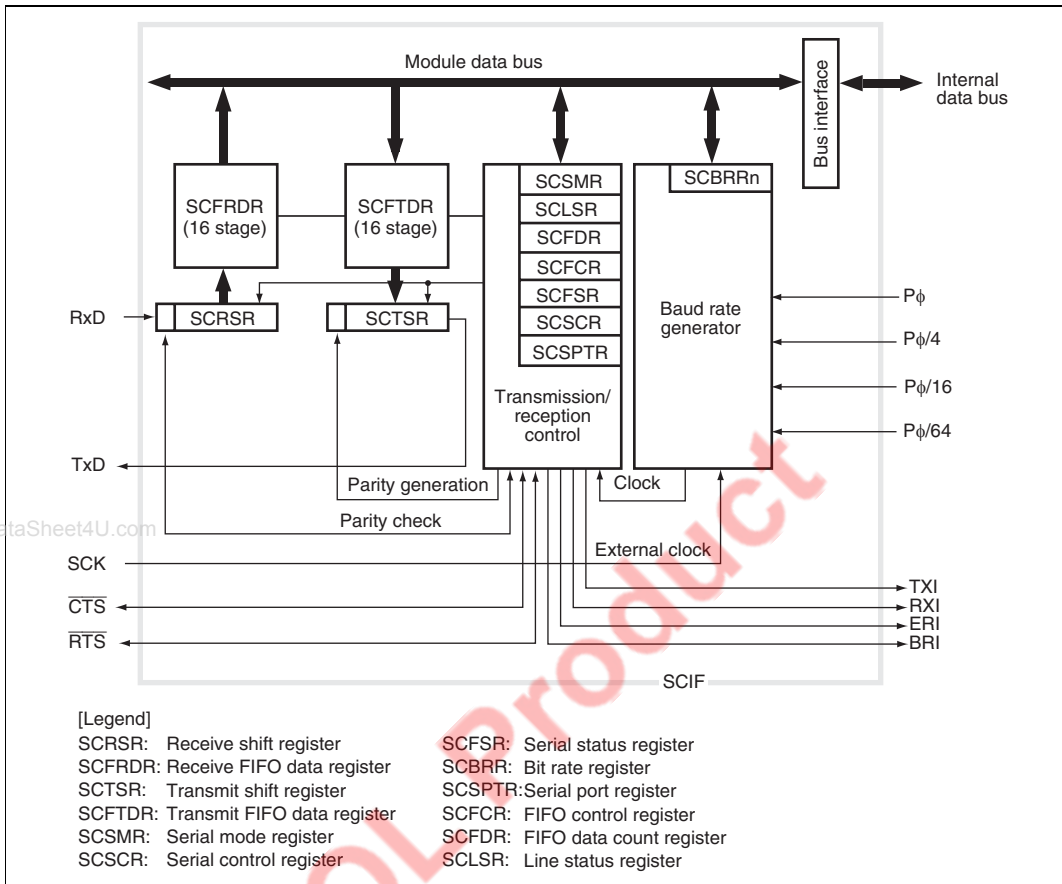 Module data bus
Internal
data bus
Bus interface
SCFRDR
(16 stage)
SCFTDR
(16 stage)
SCSMR
SCLSR
SCFDR
SCFCR
SCFSR
SCSCR
SCSPTR
Transmission/
reception
control
SCBRRn
Baud rate
generator
RxD
SCRSR
SCTSR
Pϕ
Pϕ/4
Pϕ/16
Pϕ/64
TxD
Parity generation
Clock
Parity check
ataSheet4U.com
SCK
External clock
CTS
RTS
TXI
RXI
ERI
BRI
SCIF
[Legend]
SCRSR: Receive shift register
SCFRDR: Receive FIFO data register
SCTSR: Transmit shift register
SCFTDR: Transmit FIFO data register
SCSMR: Serial mode register
SCSCR: Serial control register
SCFSR: Serial status register
SCBRR: Bit rate register
SCSPTR:Serial port register
SCFCR: FIFO control register
SCFDR: FIFO data count register
SCLSR: Line status register
OL Product